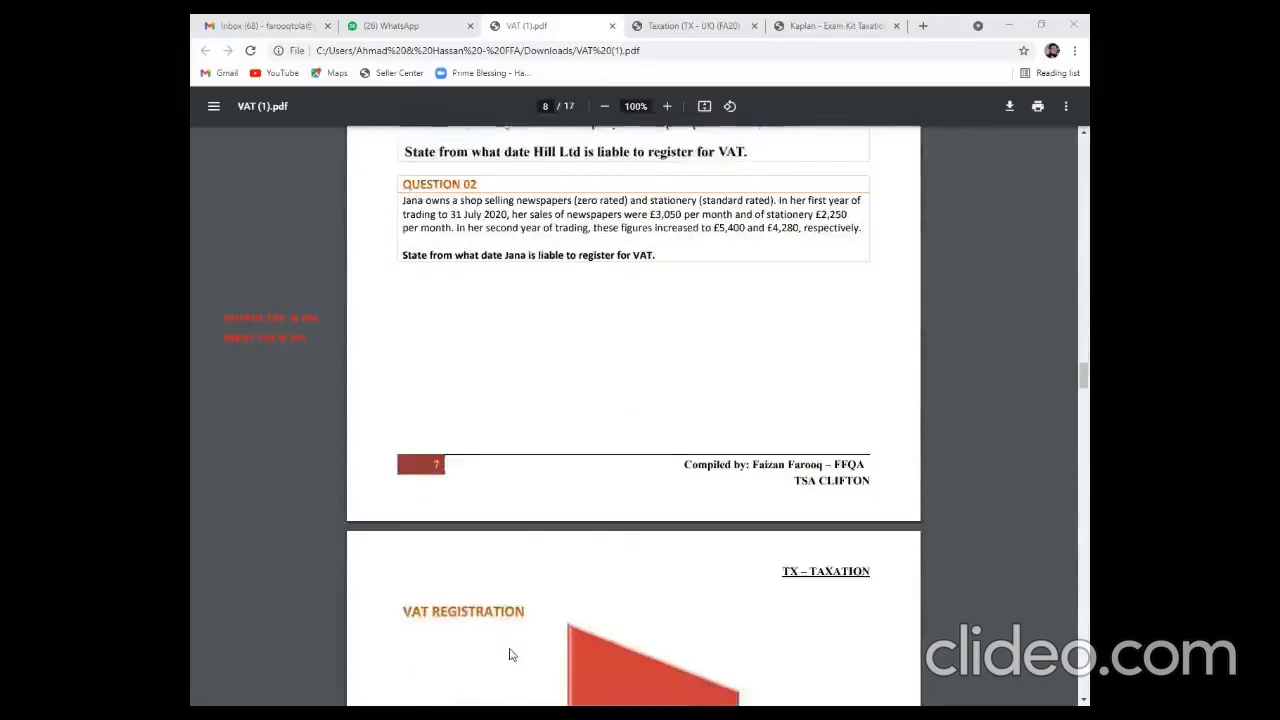 Inbox (68) - farooqtola@
(26) WhatsApp
VAT (1).pdf
Taxation (TX - UK) (FA20)
Kaplan - Exam Kit Taxatio
File
C:/Users/Ahmad%20&%20Hassan%20-%20FFA/Downloads/VAT%20(1).pdf
Gmail
YouTube
Maps
Seller Center
Prime Blessing - Ha...
Reading list
VAT (1).pdf
8 / 17
100%
State from what date Hill Ltd is liable to register for VAT.
QUESTION 02
Jana owns a shop selling newspapers (zero rated) and stationery (standard rated). In her first year of
trading to 31 July 2020, her sales of newspapers were £3,050 per month and of stationery £2,250
per month. In her second year of trading, these figures increased to £5,400 and £4,280, respectively.
State from what date Jana is liable to register for VAT.
OUTPUT TAX @ 0%
INPUT TAX @ 0%
7
Compiled by: Faizan Farooq – FFQA
TSA CLIFTON
TX – TAXATION
VAT REGISTRATION
clideo.com